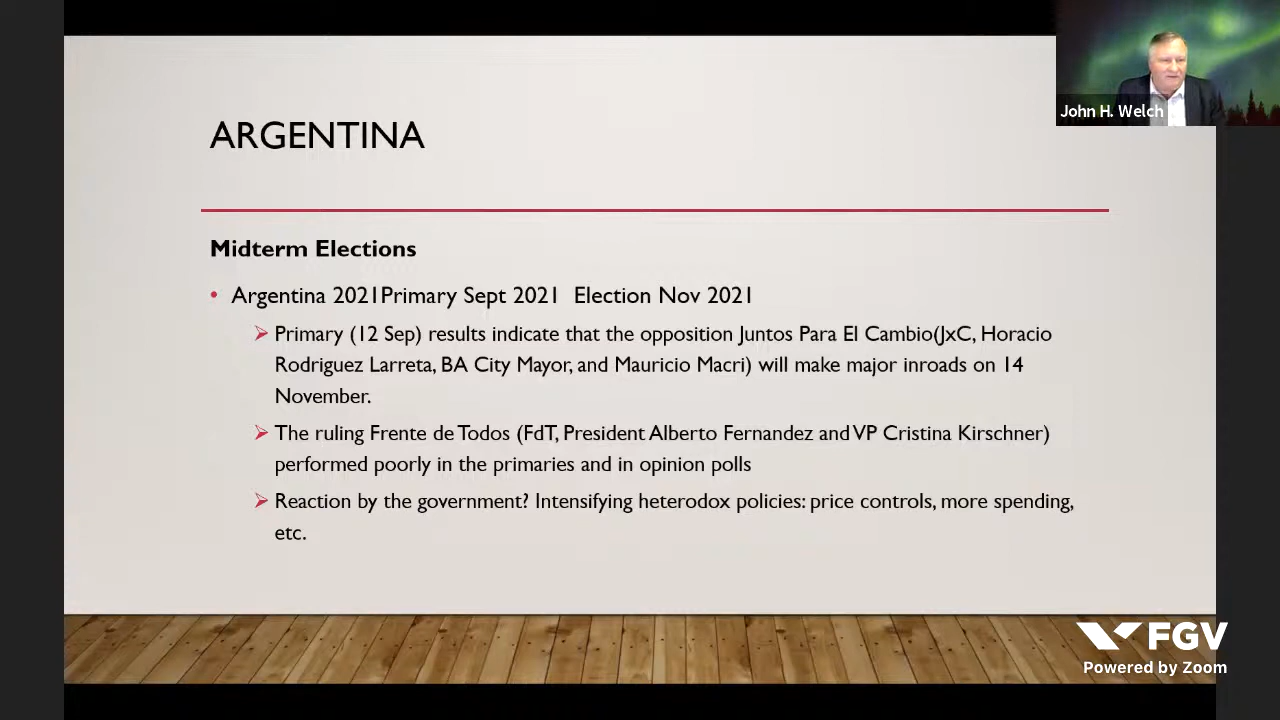 John H. Welch
ARGENTINA
Midterm Elections
• Argentina 2021Primary Sept 2021 Election Nov 2021
➢ Primary (12 Sep) results indicate that the opposition Juntos Para El Cambio(JxC, Horacio
Rodriguez Larreta, BA City Mayor, and Mauricio Macri) will make major inroads on 14
November.
➢ The ruling Frente de Todos (FdT, President Alberto Fernandez and VP Cristina Kirschner)
performed poorly in the primaries and in opinion polls
➢ Reaction by the government? Intensifying heterodox policies: price controls, more spending,
etc.
FGV
Powered by Zoom